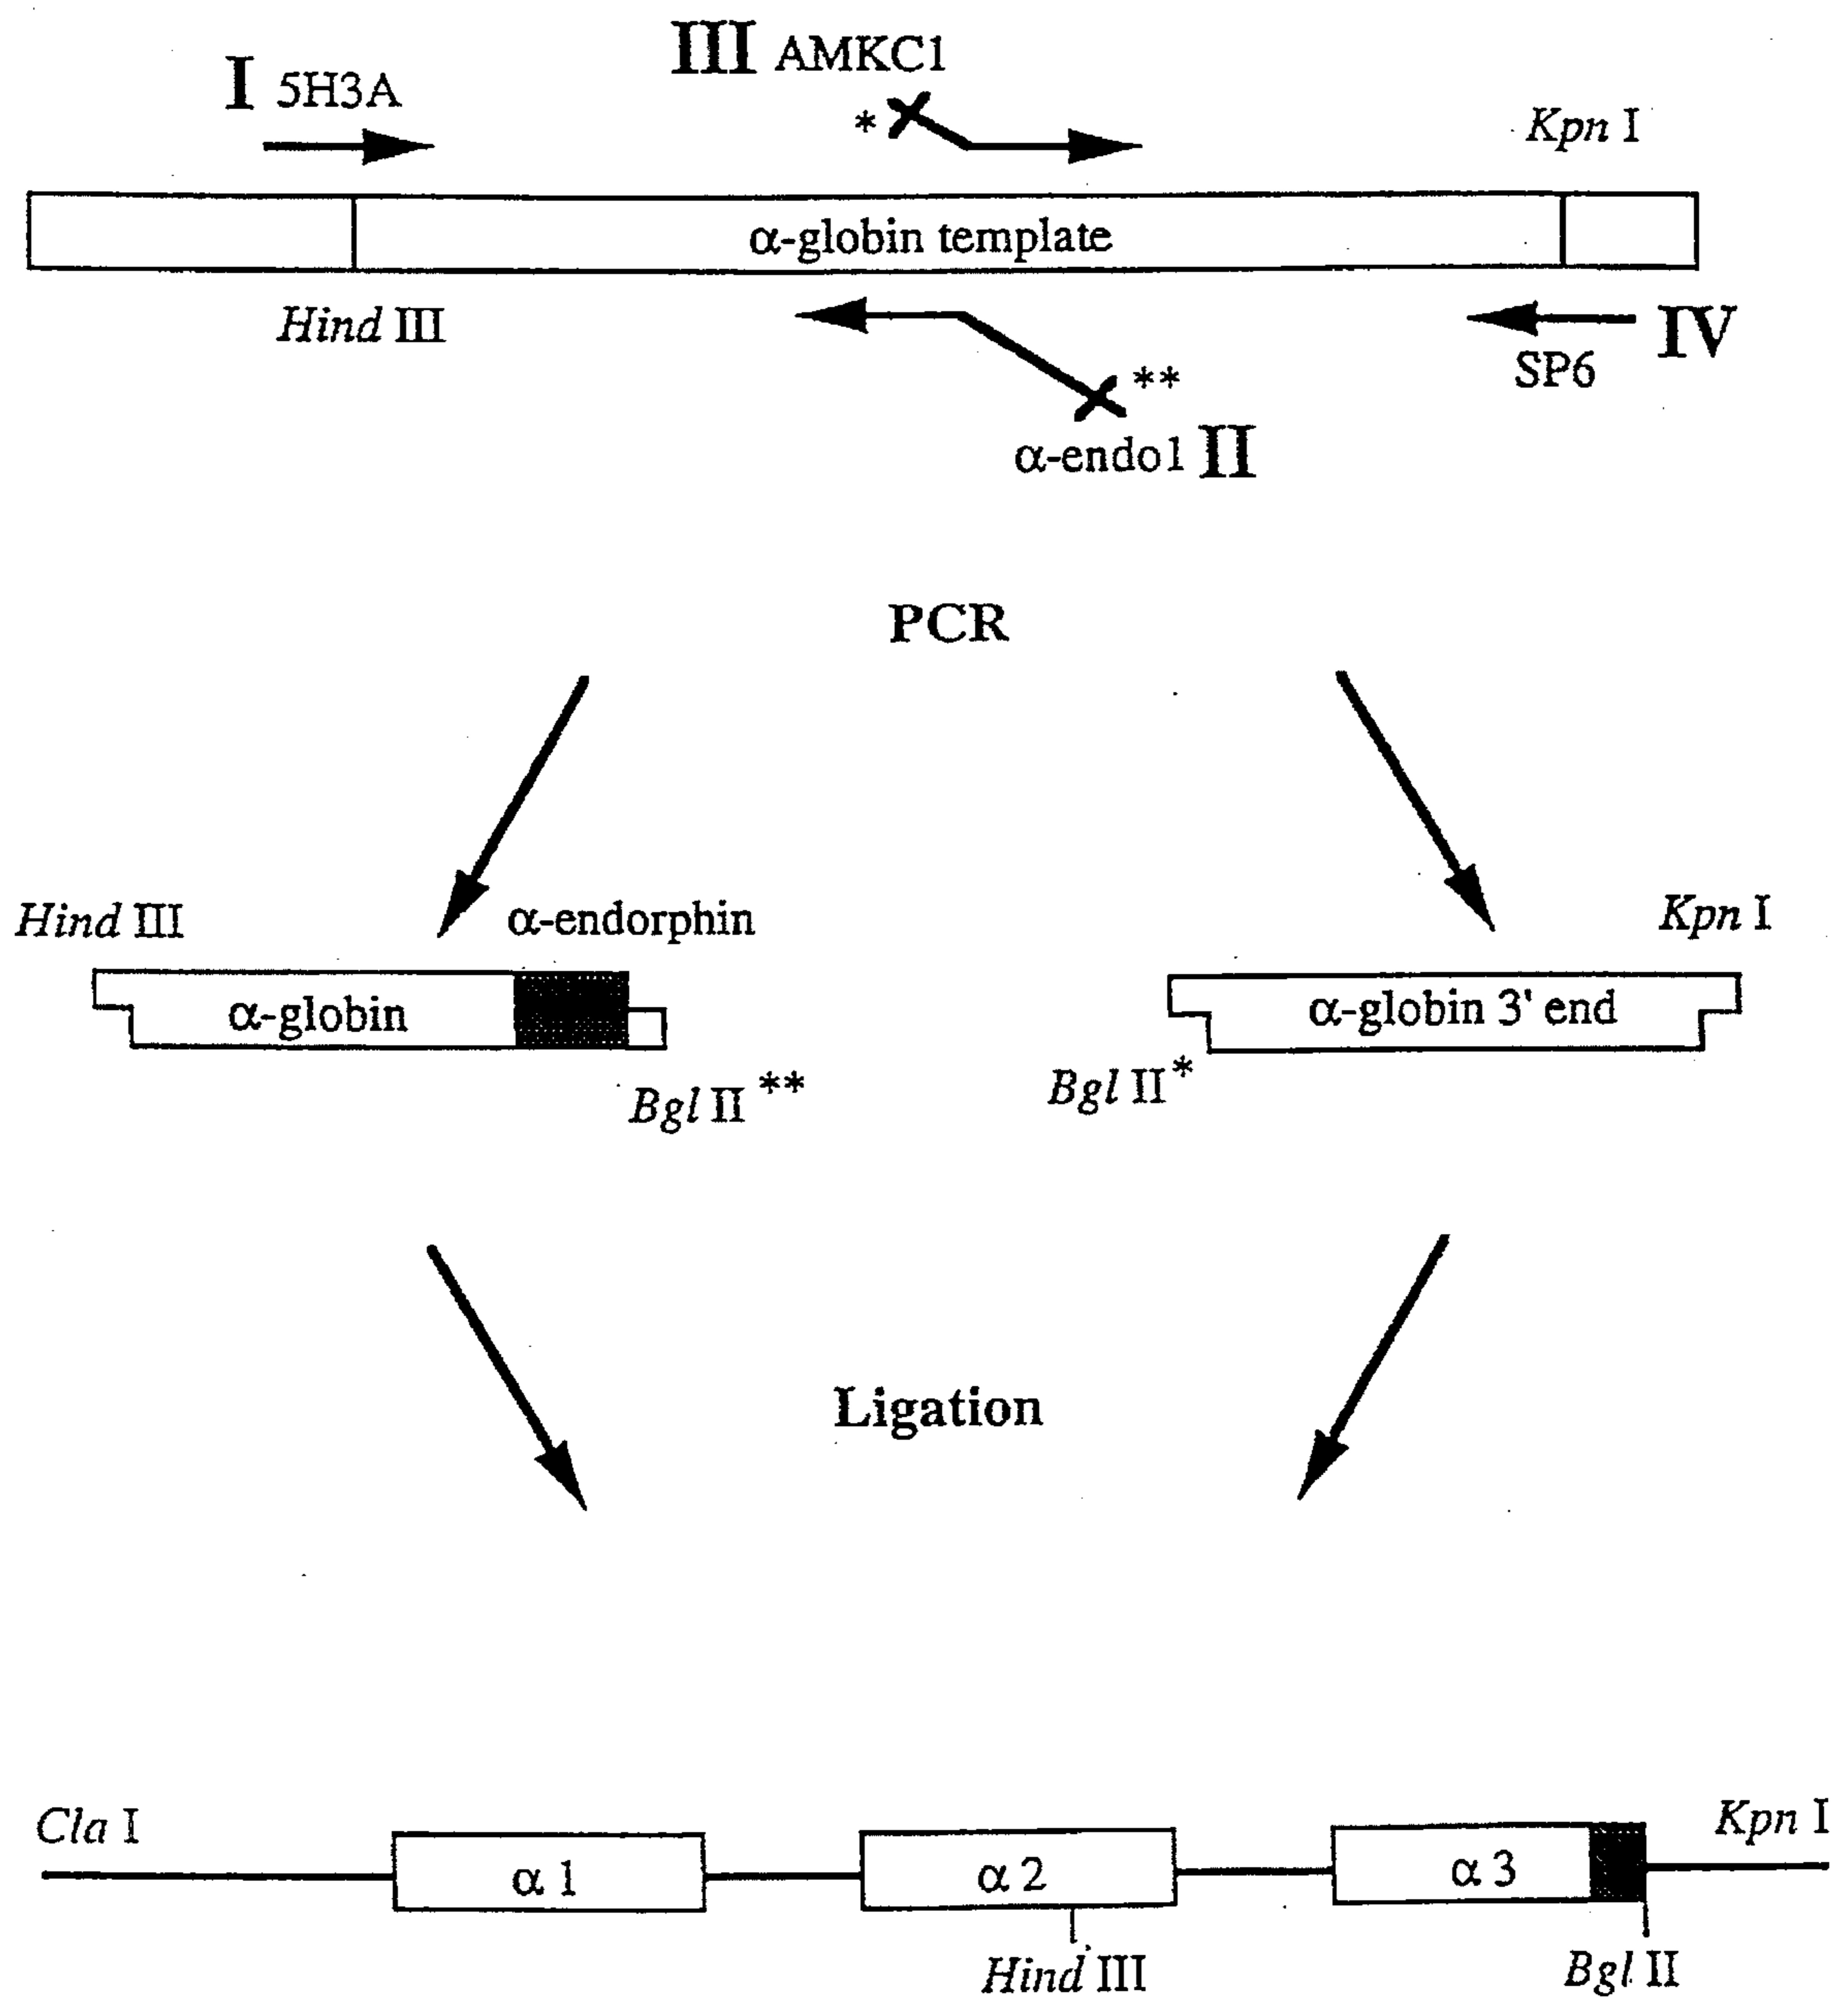 III AMKC1
I 5H3A
*
Kpn I
α-globin template
Hind III
IV
SP6
**
α-endo1 II
PCR
Hind III
α-endorphin
Kpn I
α-globin
α-globin 3' end
Bgl II **
Bgl II*
Ligation
Cla I
Kpn I
α 1
α 2
α 3
Hind III
Bgl II